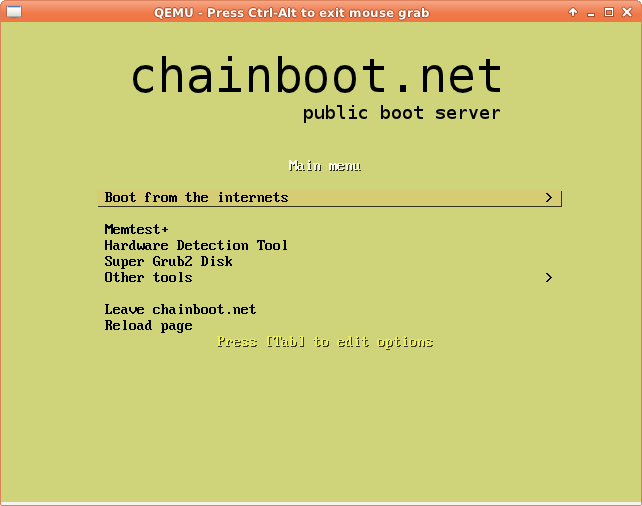 QEMU - Press Ctrl-Alt to exit mouse grab
chainboot.net
public boot server
Main menu
Boot from the internets >
Memtest+
Hardware Detection Tool
Super Grub2 Disk
Other tools >
Leave chainboot.net
Reload page
Press [Tab] to edit options